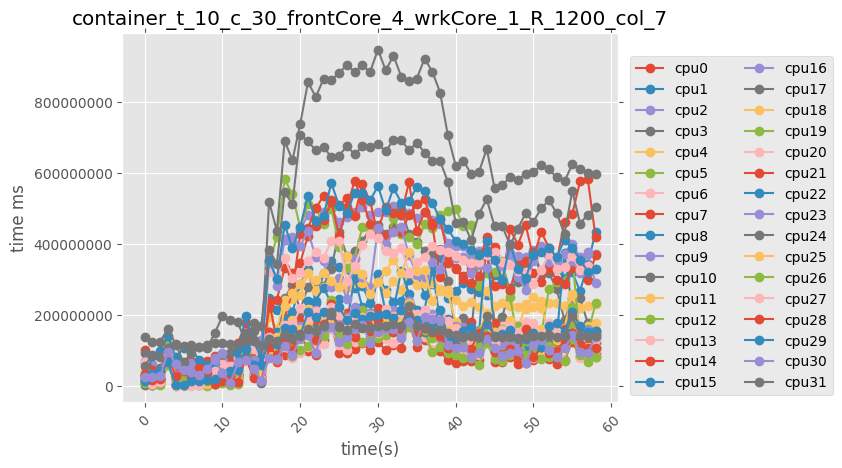 container_t_10_c_30_frontCore_4_wrkCore_1_R_1200_col_7
time ms
800000000
600000000
400000000
200000000
0
0
10
20
30
40
50
60
time(s)
cpu0
cpu1
cpu2
cpu3
cpu4
cpu5
cpu6
cpu7
cpu8
cpu9
cpu10
cpu11
cpu12
cpu13
cpu14
cpu15
cpu16
cpu17
cpu18
cpu19
cpu20
cpu21
cpu22
cpu23
cpu24
cpu25
cpu26
cpu27
cpu28
cpu29
cpu30
cpu31